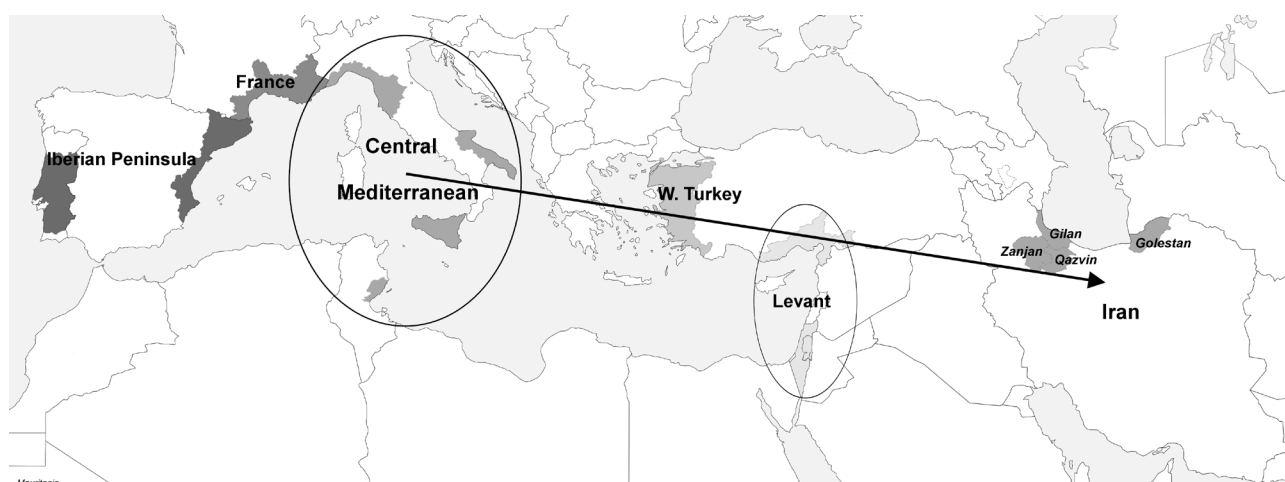 France
Iberian Peninsula
Central
Mediterranean
W. Turkey
Levant
Gilan
Zanjan
Qazvin
Golestan
Iran